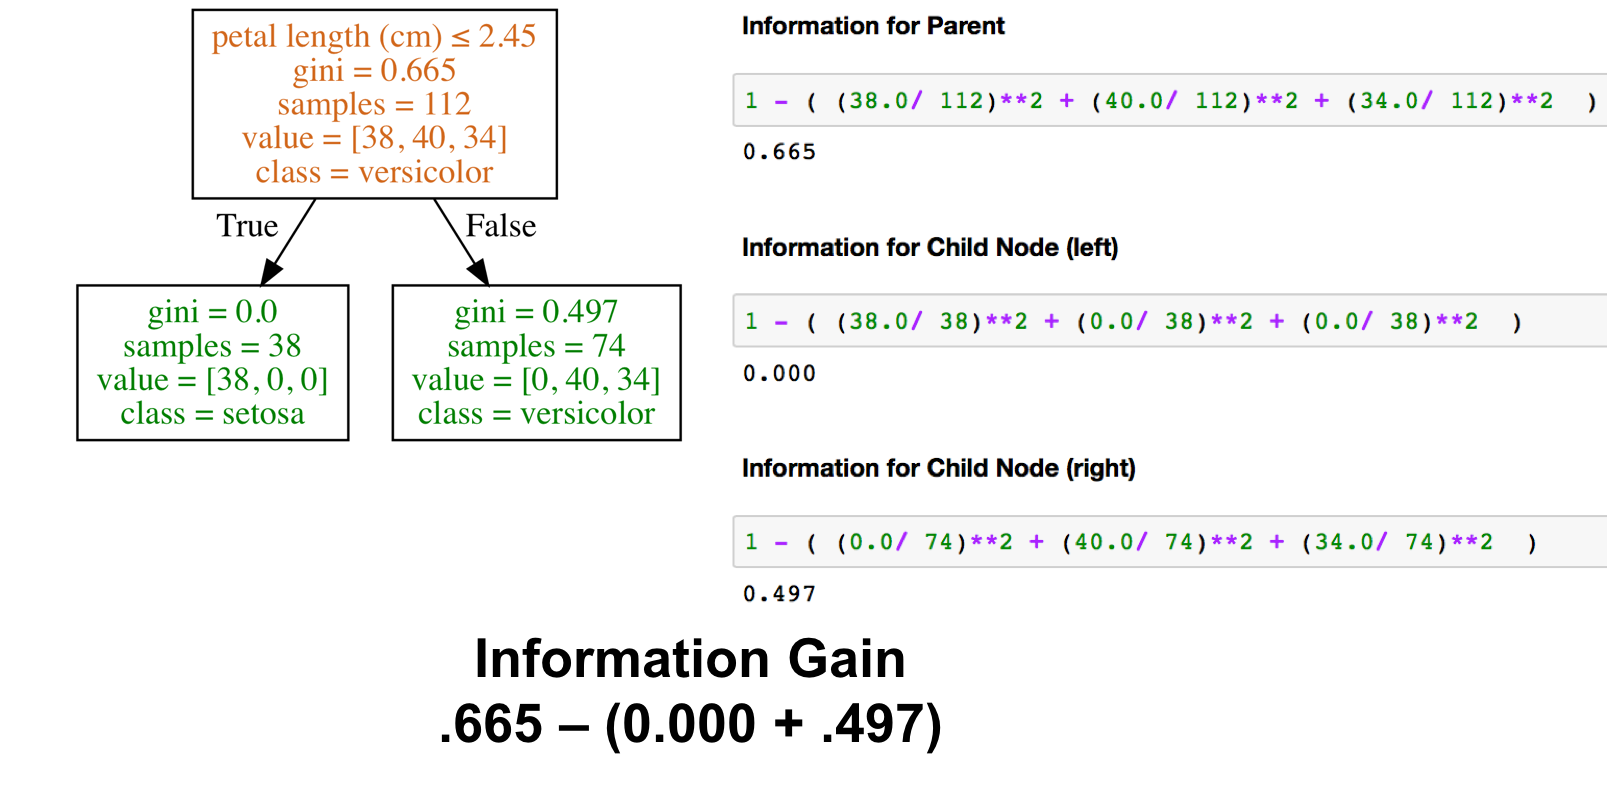 petal length (cm) ≤ 2.45
gini = 0.665
samples = 112
value = [38, 40, 34]
class = versicolor
True
False
gini = 0.0
samples = 38
value = [38, 0, 0]
class = setosa
gini = 0.497
samples = 74
value = [0, 40, 34]
class = versicolor
Information for Parent
1 - ( (38.0/ 112)**2 + (40.0/ 112)**2 + (34.0/ 112)**2  )
0.665
Information for Child Node (left)
1 - ( (38.0/ 38)**2 + (0.0/ 38)**2 + (0.0/ 38)**2  )
0.000
Information for Child Node (right)
1 - ( (0.0/ 74)**2 + (40.0/ 74)**2 + (34.0/ 74)**2  )
0.497
Information Gain
.665 – (0.000 + .497)